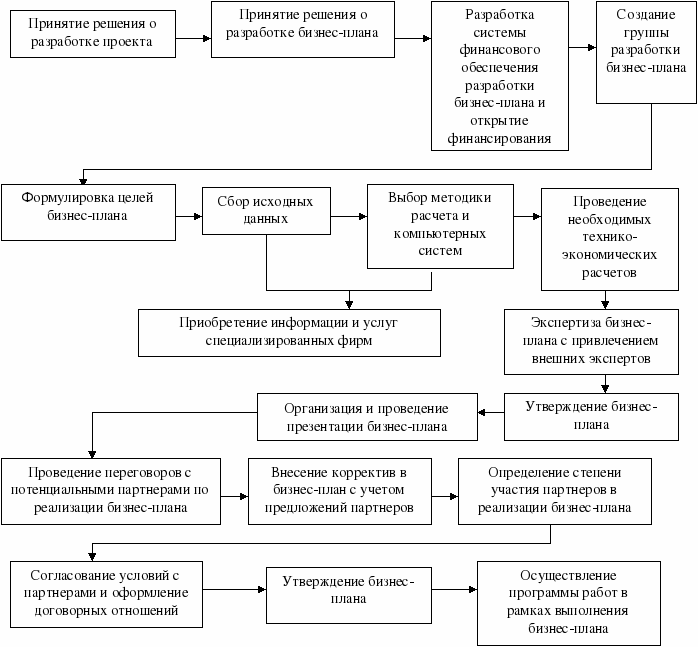 Принятие решения о
разработке проекта
Принятие решения о
разработке бизнес-плана
Разработка
системы
финансового
обеспечения
разработки
бизнес-плана и
открытие
финансирования
Создание
группы
разработки
бизнес-плана
Формулировка целей
бизнес-плана
Сбор исходных
данных
Выбор методики
расчета и
компьютерных
систем
Проведение
необходимых
технико-
экономических
расчетов
Приобретение информации и услуг
специализированных фирм
Экспертиза бизнес-
плана с привлечением
внешних экспертов
Организация и проведение
презентации бизнес-плана
Утверждение бизнес-
плана
Проведение переговоров с
потенциальными партнерами по
реализации бизнес-плана
Внесение корректив в
бизнес-план с учетом
предложений партнеров
Определение степени
участия партнеров в
реализации бизнес-плана
Согласование условий с
партнерами и оформление
договорных отношений
Утверждение бизнес-
плана
Осуществление
программы работ в
рамках выполнения
бизнес-плана